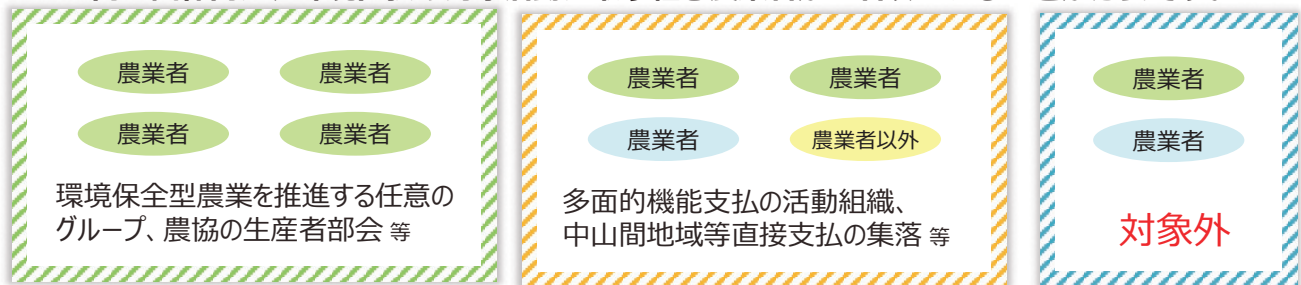 農業者 農業者
農業者 農業者
環境保全型農業を推進する任意の
グループ、農協の生産者部会 等
農業者 農業者
農業者 農業者以外
多面的機能支払の活動組織、
中山間地域等直接支払の集落 等
農業者
農業者
対象外